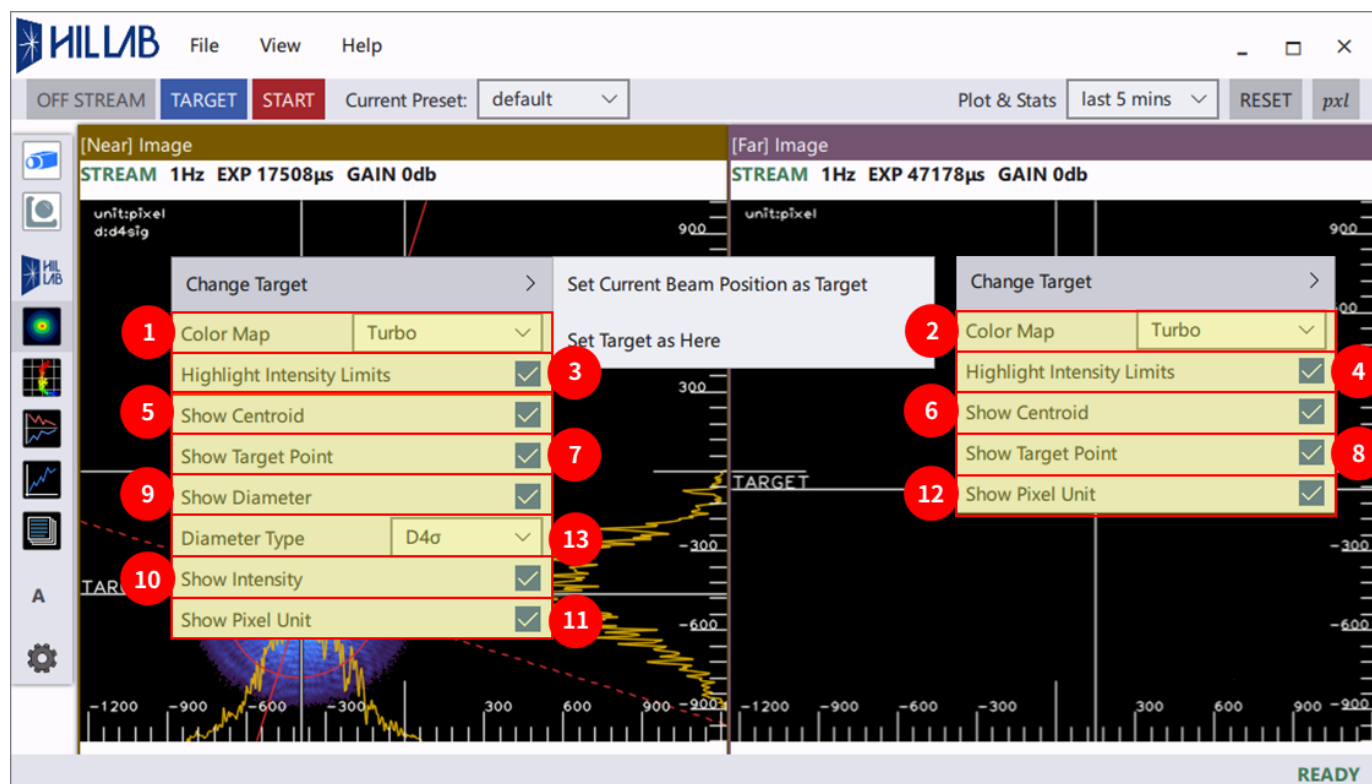 HILLAB File View Help
OFF STREAM TARGET START Current Preset: default Plot & Stats last 5 mins RESET pxl
[Near] Image
STREAM 1Hz EXP 17508µs GAIN 0db
unit:pixel
d:d4sig
900
Change Target
Set Current Beam Position as Target
Set Target as Here
1 Color Map Turbo
Highlight Intensity Limits 3
300
5 Show Centroid
Show Target Point 7
9 Show Diameter
Diameter Type D4σ 13
-300
10 Show Intensity
Show Pixel Unit 11
-600
-1200 -900 -600 -300 300 600 900 -900
[Far] Image
STREAM 1Hz EXP 47178µs GAIN 0db
unit:pixel
900
Change Target
2 Color Map Turbo
Highlight Intensity Limits 4
6 Show Centroid
Show Target Point 8
TARGET
12 Show Pixel Unit
-300
-600
-1200 -900 -600 -300 300 600 900 -900
HIL
LAB
A
READY